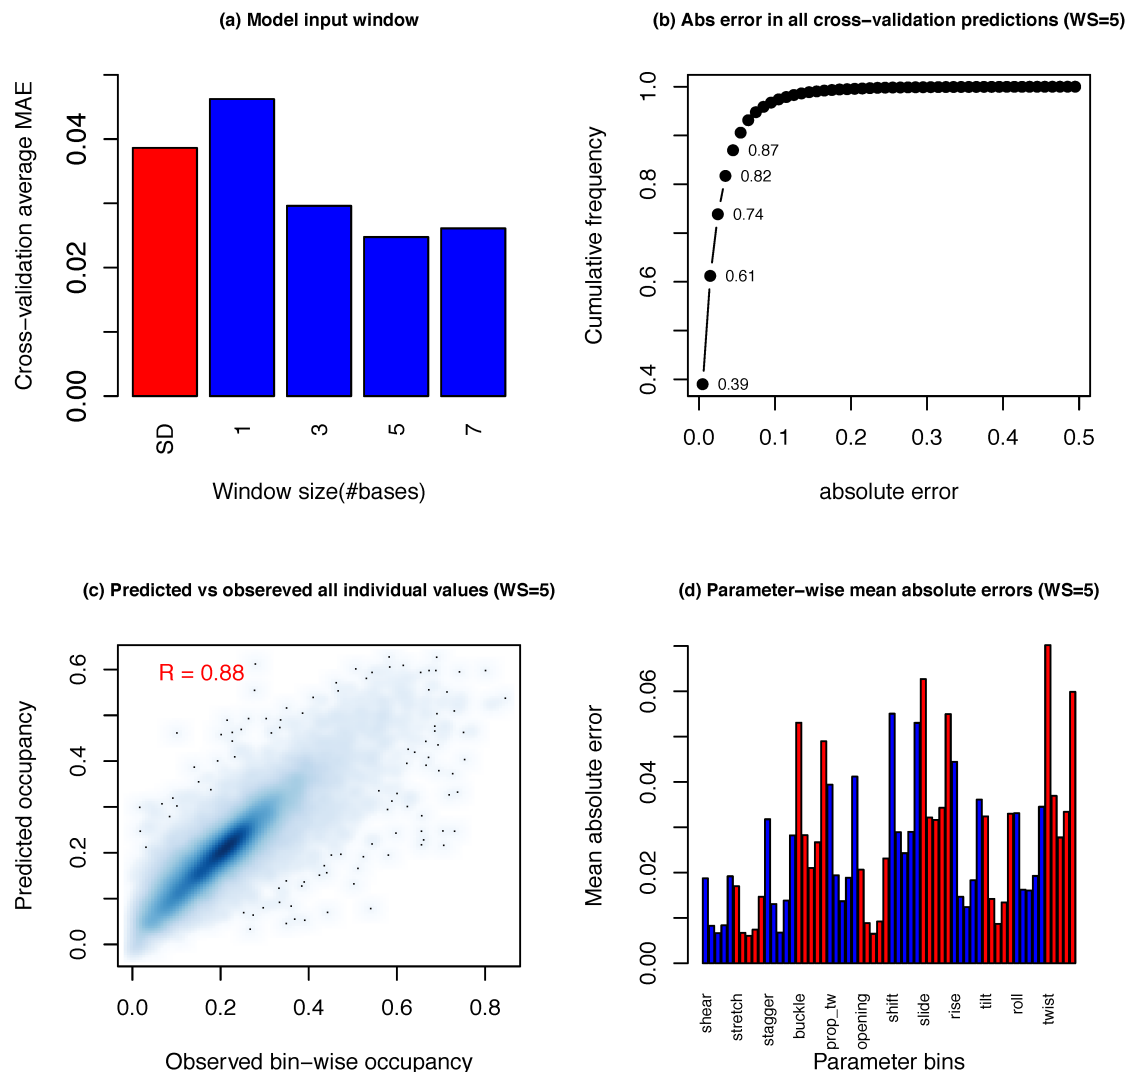 (a) Model input window
Cross−validation average MAE
0.00
0.02
0.04
SD
1
3
5
7
Window size(#bases)
(b) Abs error in all cross−validation predictions (WS=5)
Cumulative frequency
0.4
0.6
0.8
1.0
0.87
0.82
0.74
0.61
0.39
0.0
0.1
0.2
0.3
0.4
0.5
absolute error
(c) Predicted vs obsereved all individual values (WS=5)
R = 0.88
Predicted occupancy
0.0
0.2
0.4
0.6
0.0
0.2
0.4
0.6
0.8
Observed bin−wise occupancy
(d) Parameter−wise mean absolute errors (WS=5)
Mean absolute error
0.00
0.02
0.04
0.06
shear
stretch
stagger
buckle
prop_tw
opening
shift
slide
rise
tilt
roll
twist
Parameter bins